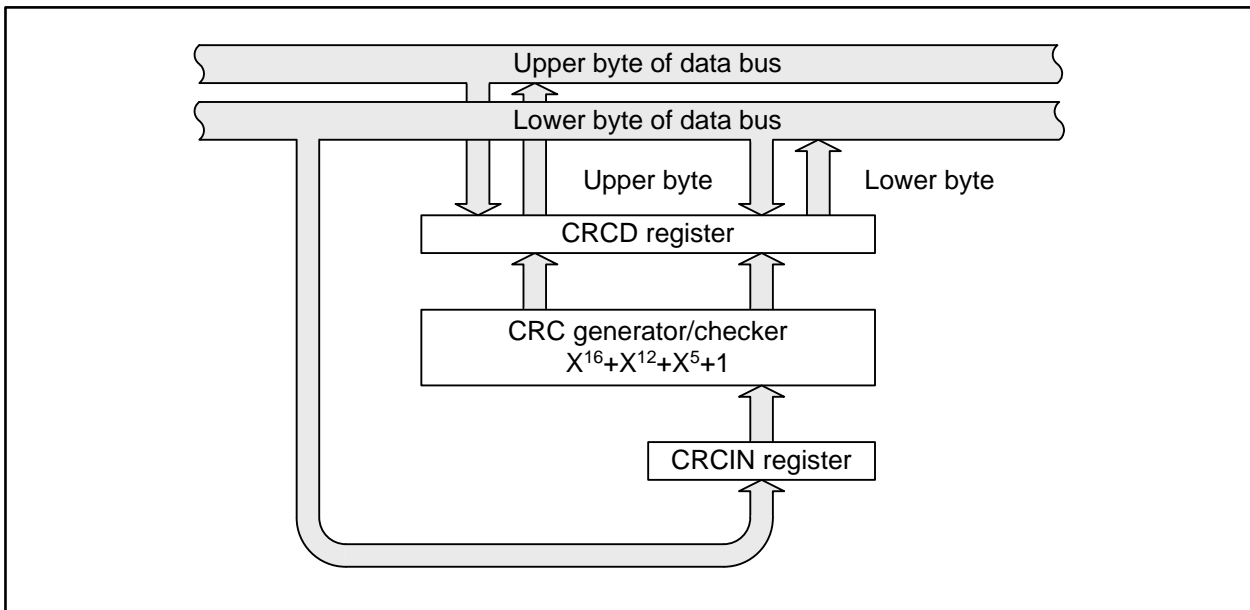 Upper byte of data bus
Lower byte of data bus
Upper byte
Lower byte
CRCD register
CRC generator/checker
X¹⁶+X¹²+X⁵+1
CRCIN register